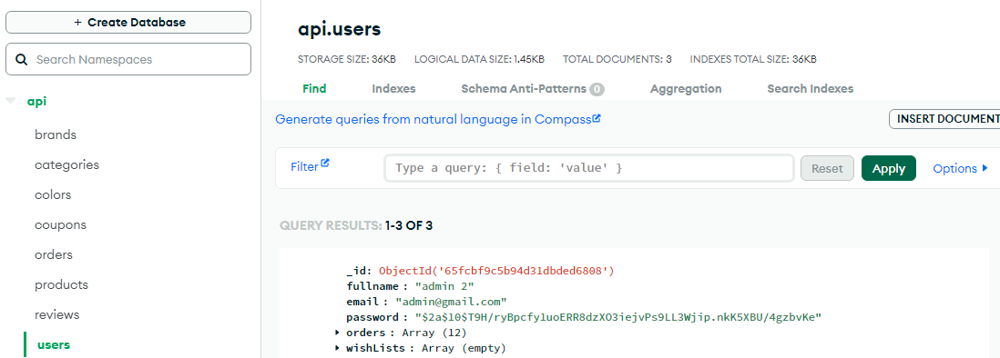 + Create Database
Search Namespaces
api
brands
categories
colors
coupons
orders
products
reviews
users
api.users
STORAGE SIZE: 36KB LOGICAL DATA SIZE: 1.45KB TOTAL DOCUMENTS: 3 INDEXES TOTAL SIZE: 36KB
Find Indexes Schema Anti-Patterns 0 Aggregation Search Indexes
Generate queries from natural language in Compass
INSERT DOCUMENT
Filter Type a query: { field: 'value' } Reset Apply Options
QUERY RESULTS: 1-3 OF 3
_id: ObjectId('65fcbf9c5b94d31dbded6808')
fullname: "admin 2"
email: "admin@gmail.com"
password: "$2a$10$T9H/ryBpcfy1uoERR8dzXO3iejvPs9LL3Wjip.nkK5XBU/4gzbvKe"
orders: Array (12)
wishLists: Array (empty)